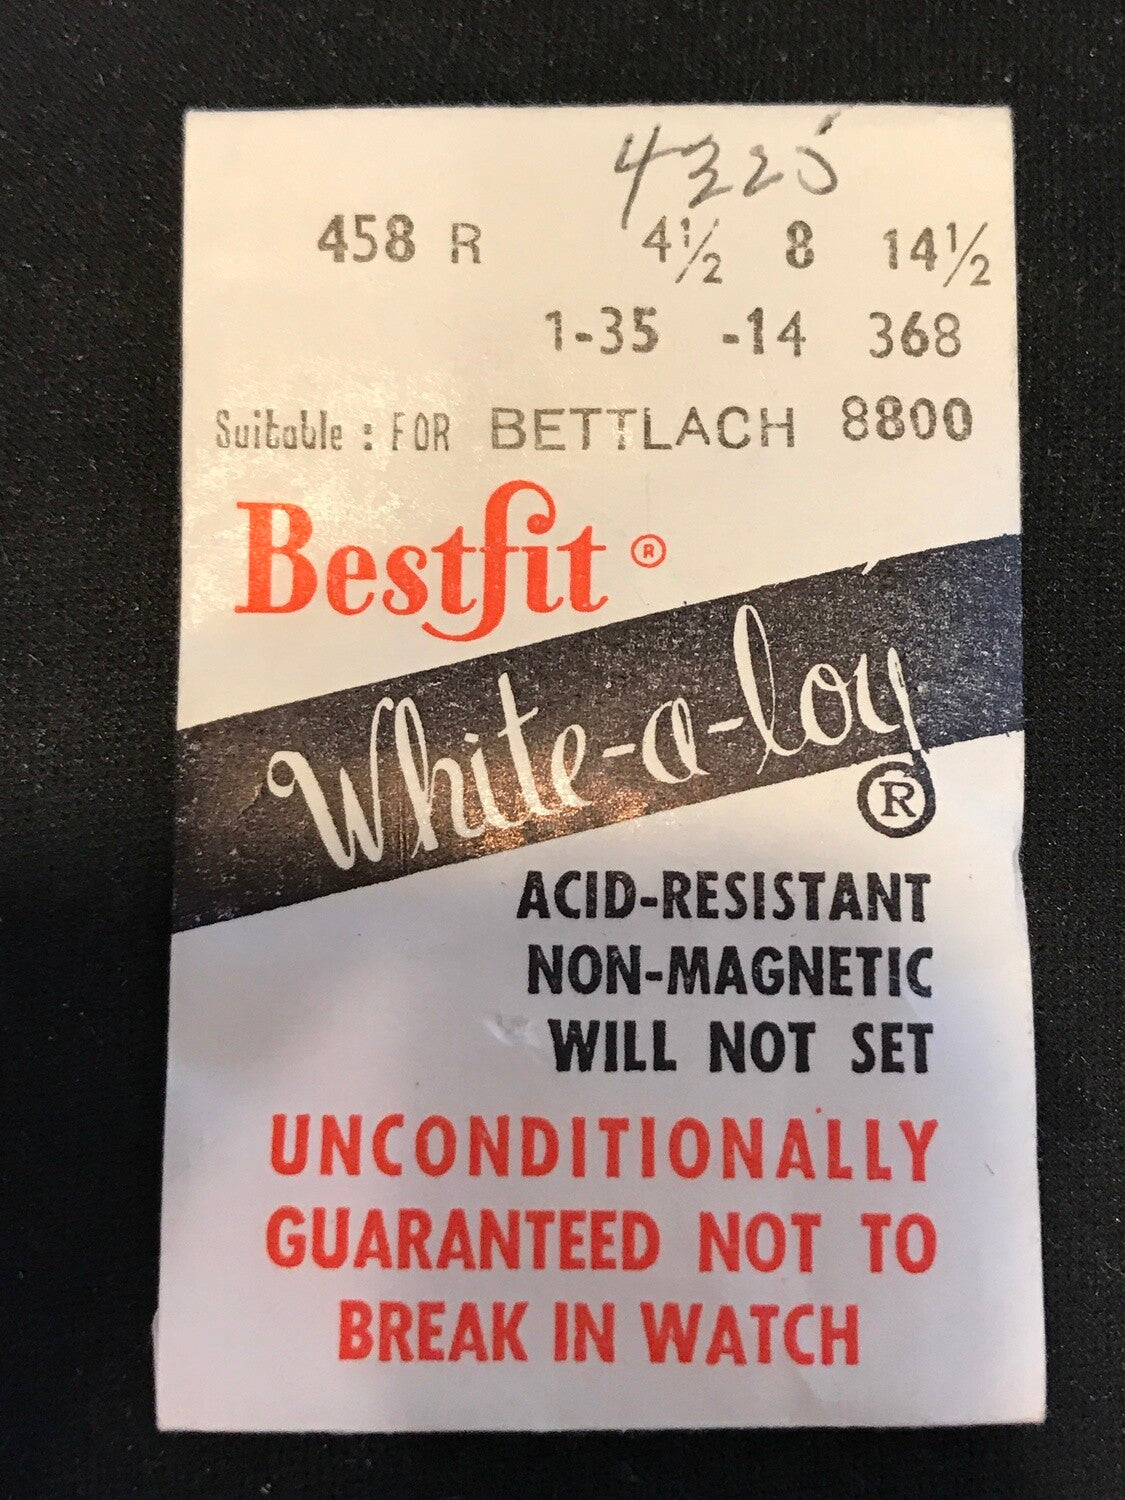 4325
458 R 4½ 8 14½
1-35 -14 368
Suitable : FOR BETTLACH 8800
Bestfit ®
White-a-loy ®
ACID-RESISTANT
NON-MAGNETIC
WILL NOT SET
UNCONDITIONALLY
GUARANTEED NOT TO
BREAK IN WATCH